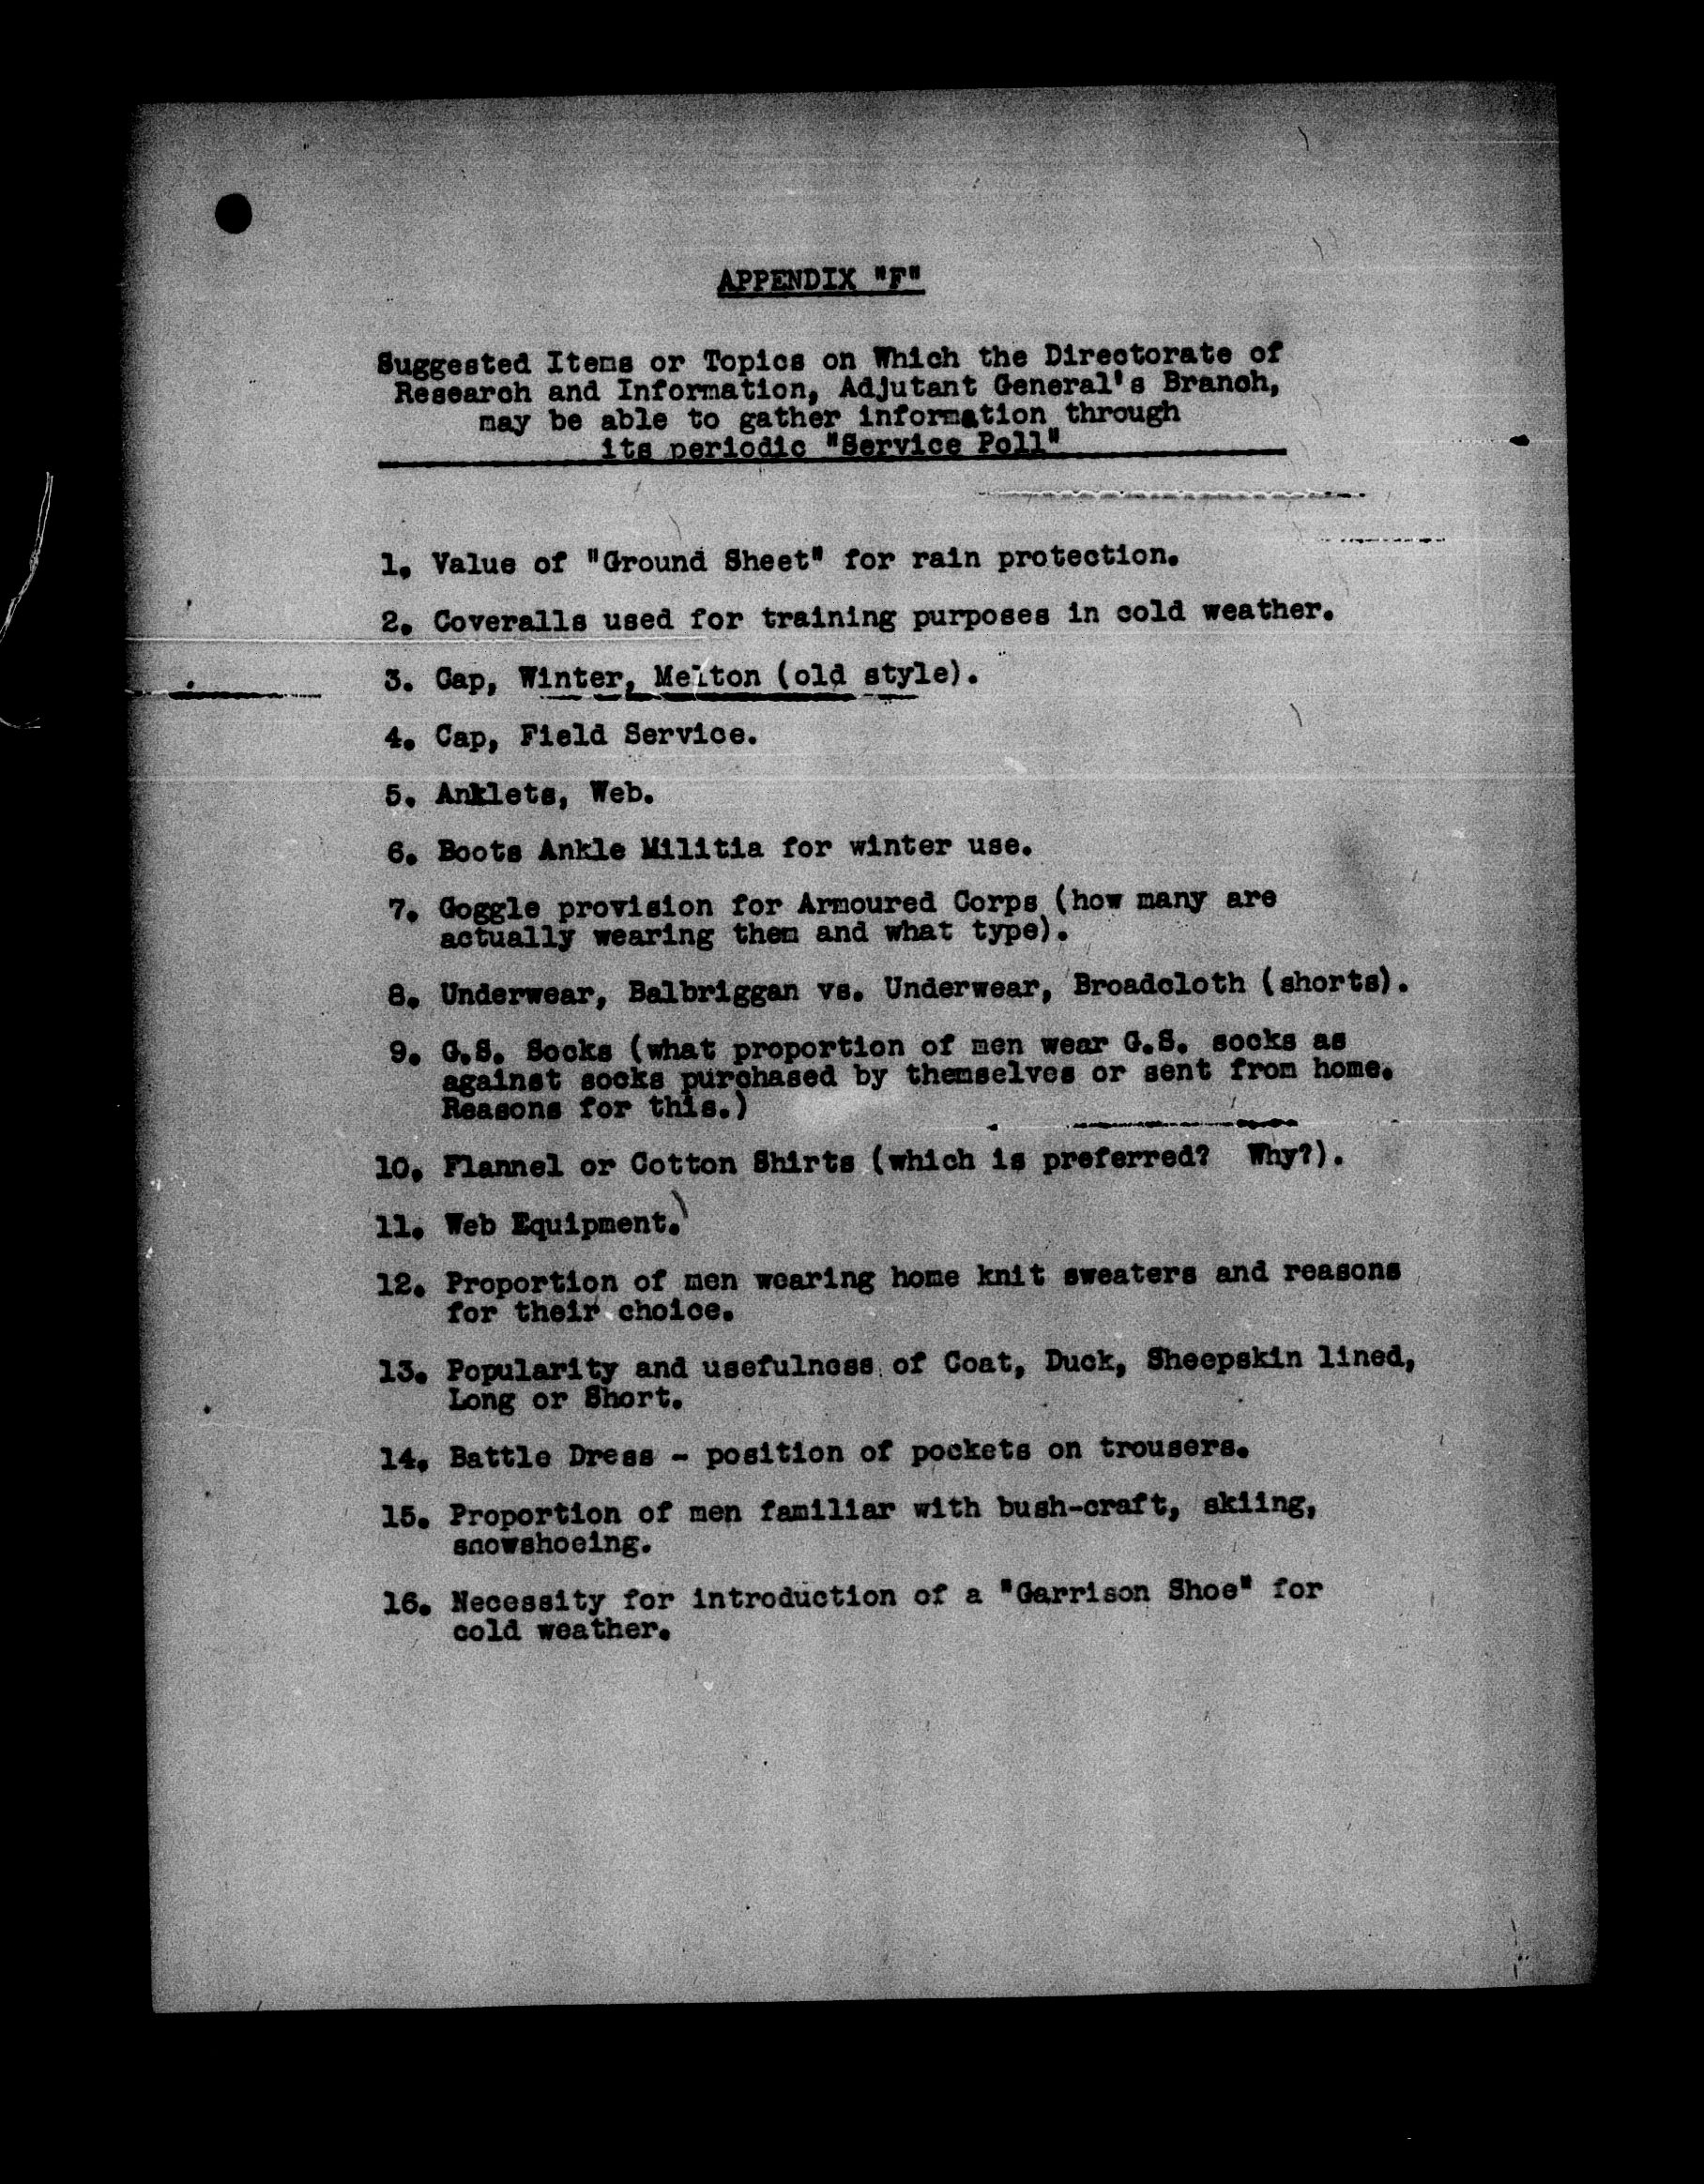 APPENDIX "F"
Suggested Items or Topics on Which the Directorate of
Research and Information, Adjutant General's Branch,
may be able to gather information through
its periodic "Service Poll"
1. Value of "Ground Sheet" for rain protection.
2. Coveralls used for training purposes in cold weather.
3. Cap, Winter, Melton (old style).
4. Cap, Field Service.
5. Anklets, Web.
6. Boots Ankle Militia for winter use.
7. Goggle provision for Armoured Corps (how many are
actually wearing them and what type).
8. Underwear, Balbriggan vs. Underwear, Broadcloth (shorts).
9. G.S. Socks (what proportion of men wear G.S. socks as
against socks purchased by themselves or sent from home.
Reasons for this.)
10. Flannel or Cotton Shirts (which is preferred? Why?).
11. Web Equipment.
12. Proportion of men wearing home knit sweaters and reasons
for their choice.
13. Popularity and usefulness of Coat, Duck, Sheepskin lined,
Long or Short.
14. Battle Dress - position of pockets on trousers.
15. Proportion of men familiar with bush-craft, skiing,
snowshoeing.
16. Necessity for introduction of a "Garrison Shoe" for
cold weather.